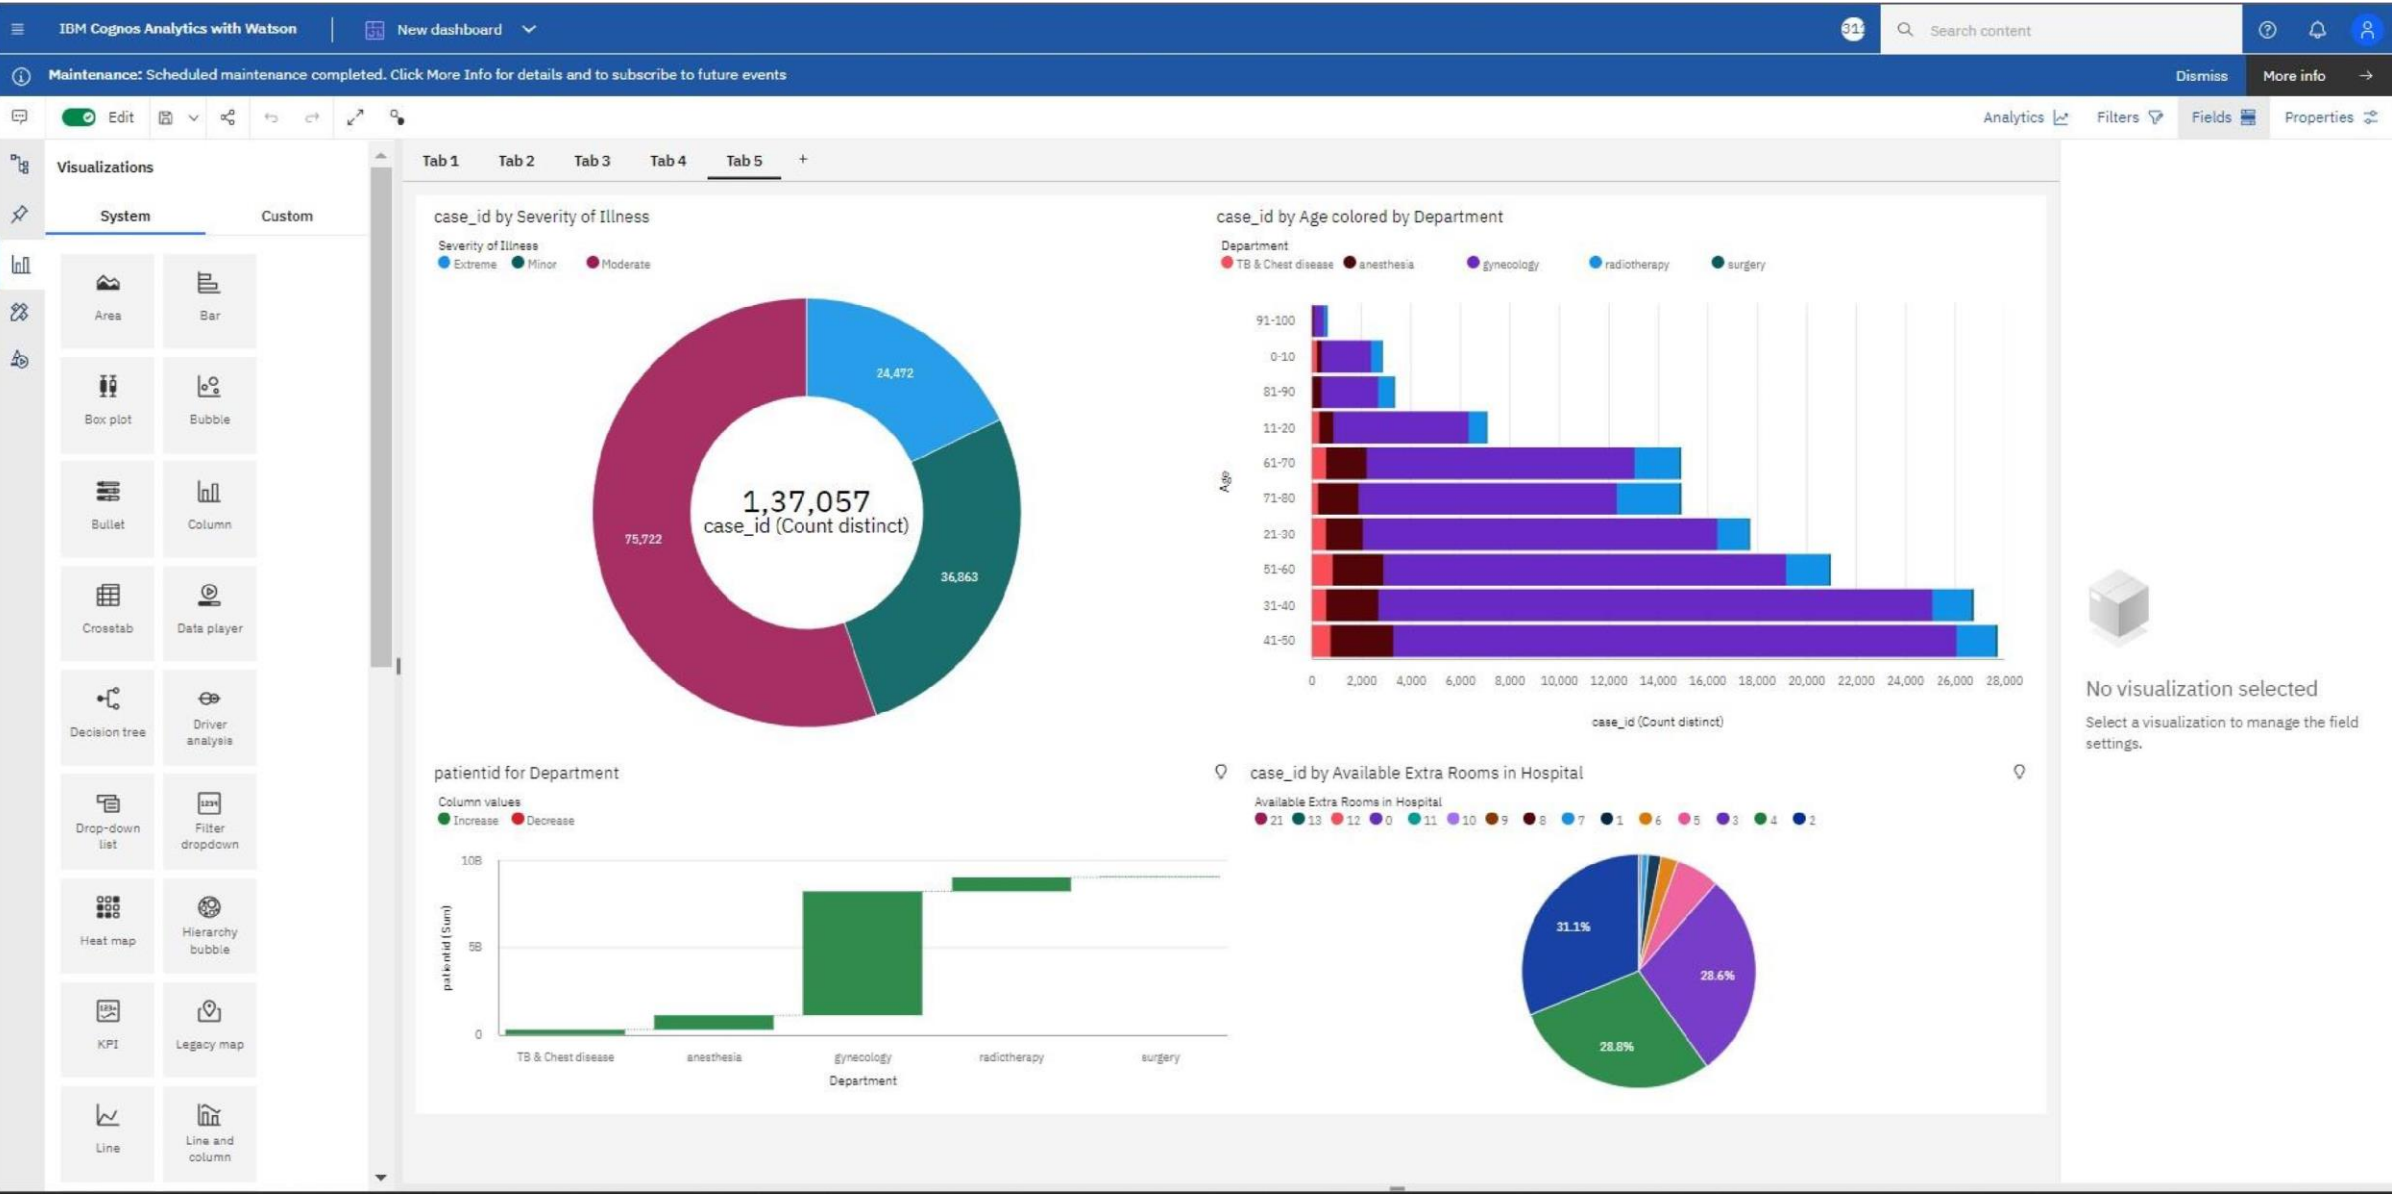 IBM Cognos Analytics with Watson
New dashboard
311
Search content
Maintenance: Scheduled maintenance completed. Click More Info for details and to subscribe to future events
Dismiss
More info
Edit
Analytics
Filters
Fields
Properties
Visualizations
System
Custom
Area
Bar
Box plot
Bubble
Bullet
Column
Crosstab
Data player
Decision tree
Driver
analysis
Drop-down
list
Filter
dropdown
Heat map
Hierarchy
bubble
KPI
Legacy map
Line
Line and
column
Tab 1
Tab 2
Tab 3
Tab 4
Tab 5
+
case_id by Severity of Illness
Severity of Illness
Extreme
Minor
Moderate
24,472
75,722
36,863
1,37,057
case_id (Count distinct)
case_id by Age colored by Department
Department
TB & Chest disease
anesthesia
gynecology
radiotherapy
surgery
Age
91-100
0-10
81-90
11-20
61-70
71-80
21-30
51-60
31-40
41-50
0
2,000
4,000
6,000
8,000
10,000
12,000
14,000
16,000
18,000
20,000
22,000
24,000
26,000
28,000
case_id (Count distinct)
patientid for Department
Column values
Increase
Decrease
patientid (Sum)
10B
5B
0
TB & Chest disease
anesthesia
gynecology
radiotherapy
surgery
Department
case_id by Available Extra Rooms in Hospital
Available Extra Rooms in Hospital
21
13
12
0
11
10
9
8
7
1
6
5
3
4
2
31.1%
28.6%
28.8%
No visualization selected
Select a visualization to manage the field
settings.